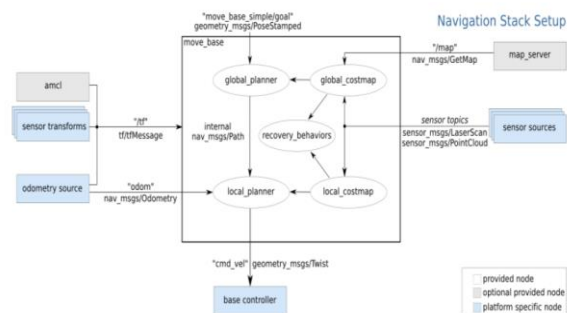 "move_base_simple/goal"
geometry_msgs/PoseStamped
Navigation Stack Setup
move_base
"/map"
nav_msgs/GetMap
map_server
global_planner
global_costmap
amcl
sensor transforms
"/tf"
tf/tfMessage
internal
nav_msgs/Path
recovery_behaviors
sensor topics
sensor_msgs/LaserScan
sensor_msgs/PointCloud
sensor sources
odometry source
"odom"
nav_msgs/Odometry
local_planner
local_costmap
"cmd_vel" geometry_msgs/Twist
base controller
provided node
optional provided node
platform specific node